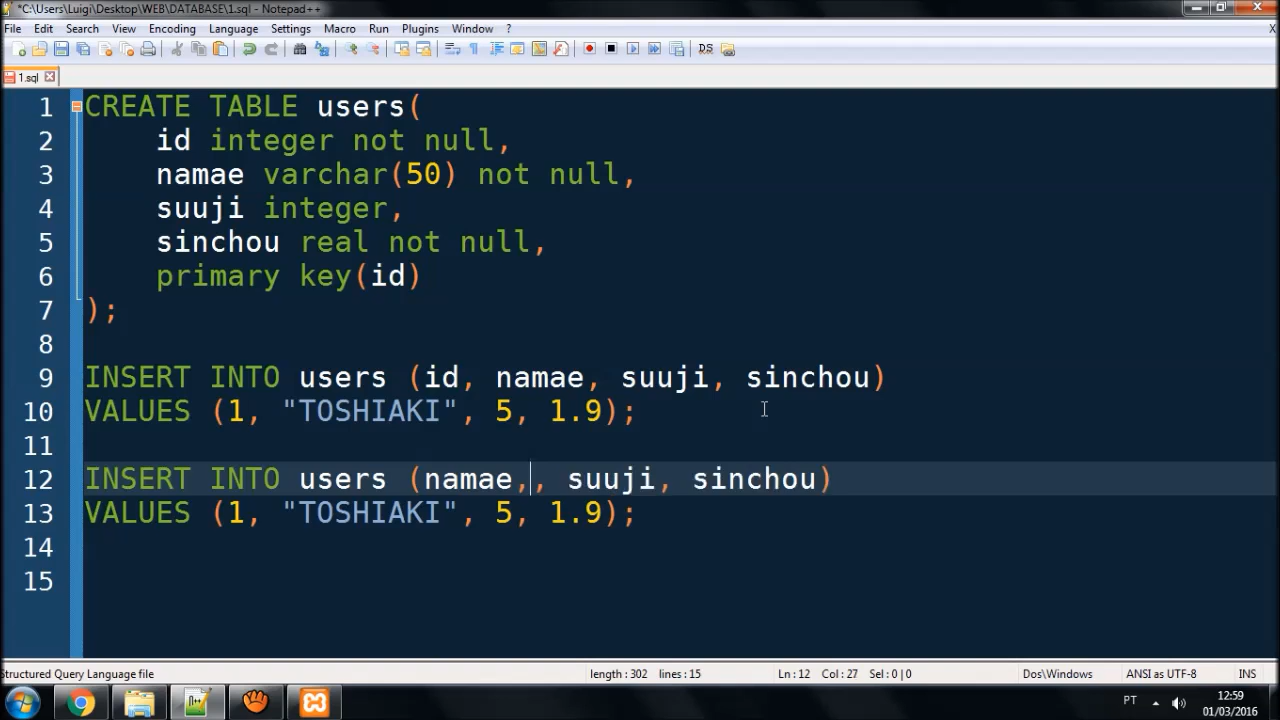 *C:\Users\Luigi\Desktop\WEB\DATABASE\1.sql - Notepad++
File Edit Search View Encoding Language Settings Macro Run Plugins Window ? X
1.sql
1 CREATE TABLE users(
2 id integer not null,
3 namae varchar(50) not null,
4 suuji integer,
5 sinchou real not null,
6 primary key(id)
7 );
8
9 INSERT INTO users (id, namae, suuji, sinchou)
10 VALUES (1, "TOSHIAKI", 5, 1.9);
11
12 INSERT INTO users (namae,, suuji, sinchou)
13 VALUES (1, "TOSHIAKI", 5, 1.9);
14
15
Structured Query Language file length : 302 lines : 15 Ln : 12 Col : 27 Sel : 0 | 0 Dos\Windows ANSI as UTF-8 INS
PT 12:59
01/03/2016